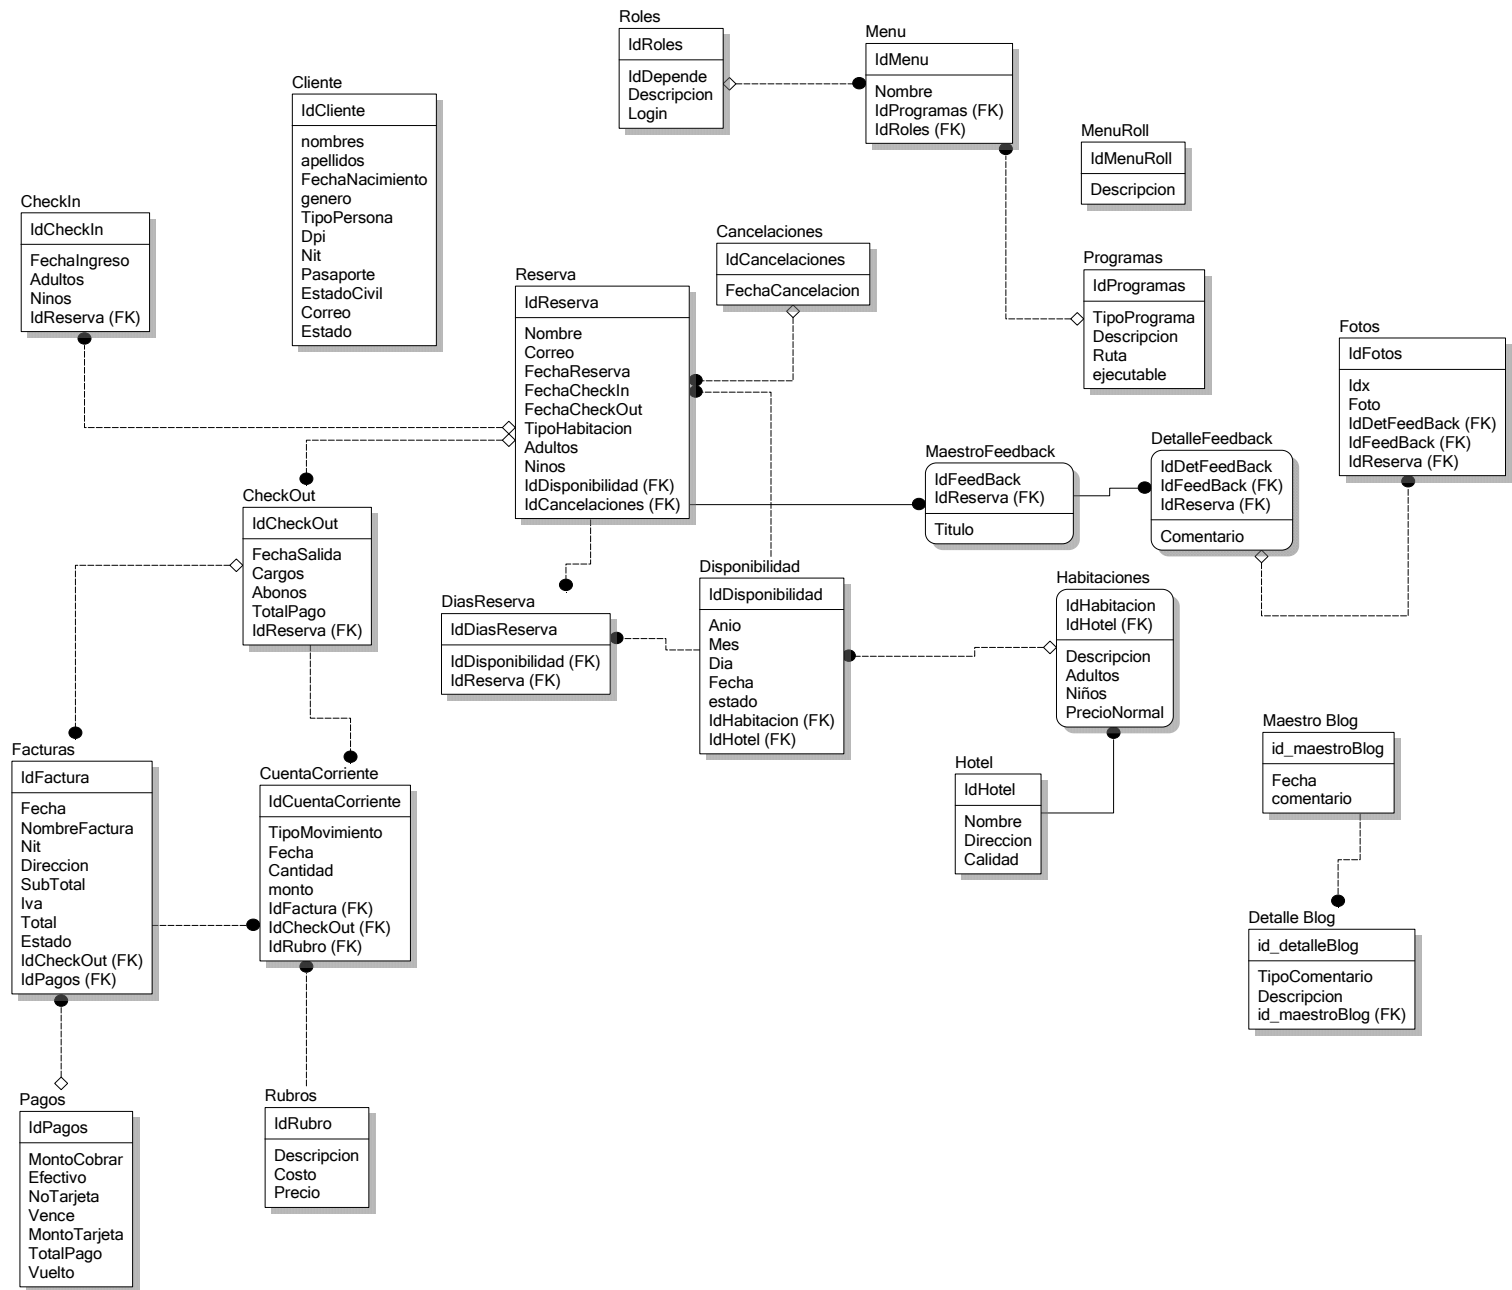 Roles
IdRoles
IdDepende
Descripcion
Login
Menu
IdMenu
Nombre
IdProgramas (FK)
IdRoles (FK)
Cliente
IdCliente
nombres
apellidos
FechaNacimiento
genero
TipoPersona
Dpi
Nit
Pasaporte
EstadoCivil
Correo
Estado
MenuRoll
IdMenuRoll
Descripcion
CheckIn
IdCheckIn
FechaIngreso
Adultos
Ninos
IdReserva (FK)
Cancelaciones
IdCancelaciones
FechaCancelacion
Programas
IdProgramas
TipoPrograma
Descripcion
Ruta
ejecutable
Reserva
IdReserva
Nombre
Correo
FechaReserva
FechaCheckIn
FechaCheckOut
TipoHabitacion
Adultos
Ninos
IdDisponibilidad (FK)
IdCancelaciones (FK)
Fotos
IdFotos
Idx
Foto
IDDetFeedBack (FK)
IdFeedBack (FK)
IdReserva (FK)
MaestroFeedback
IdFeedBack
IdReserva (FK)
Titulo
DetalleFeedback
IDDetFeedBack
IdFeedBack (FK)
IdReserva (FK)
Comentario
CheckOut
IdCheckOut
FechaSalida
Cargos
Abonos
TotalPago
IdReserva (FK)
DiasReserva
IdDiasReserva
IdDisponibilidad (FK)
IdReserva (FK)
Disponibilidad
IdDisponibilidad
Anio
Mes
Dia
Fecha
estado
IdHabitacion (FK)
IdHotel (FK)
Habitaciones
IdHabitacion
IdHotel (FK)
Descripcion
Adultos
Niños
PrecioNormal
Maestro Blog
id_maestroBlog
Fecha
comentario
Facturas
IdFactura
Fecha
NombreFactura
Nit
Direccion
SubTotal
Iva
Total
Estado
IdCheckOut (FK)
IdPagos (FK)
CuentaCorriente
IdCuentaCorriente
TipoMovimiento
Fecha
Cantidad
monto
IdFactura (FK)
IdCheckOut (FK)
IdRubro (FK)
Hotel
IdHotel
Nombre
Direccion
Calidad
Detalle Blog
id_detalleBlog
TipoComentario
Descripcion
id_maestroBlog (FK)
Pagos
IdPagos
MontoCobrar
Efectivo
NoTarjeta
Vence
MontoTarjeta
TotalPago
Vuelto
Rubros
IdRubro
Descripcion
Costo
Precio